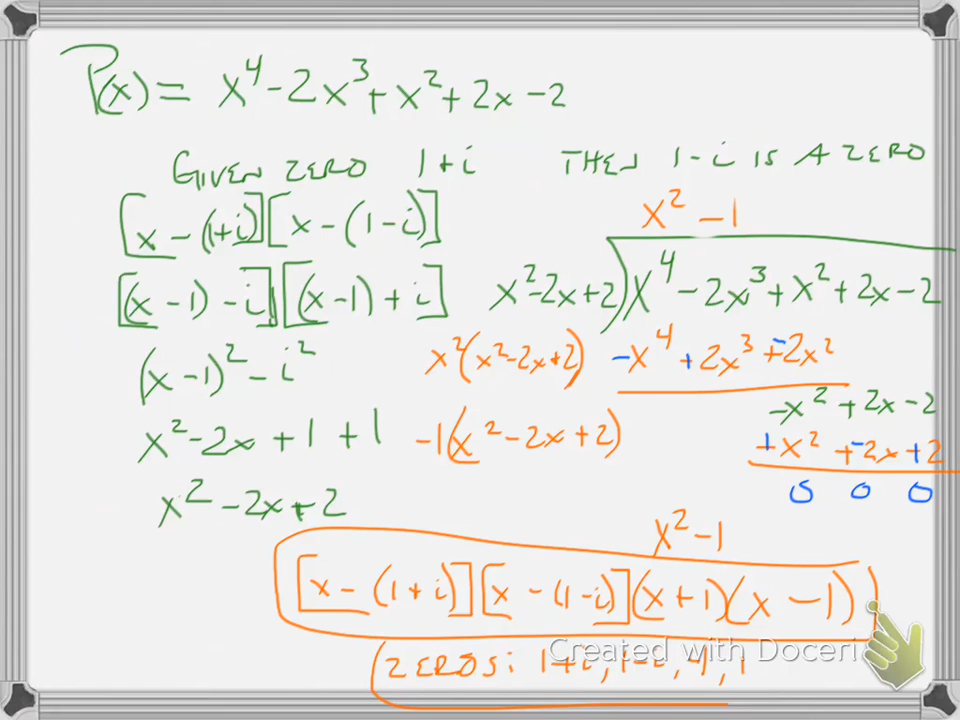 P(x) = x⁴ - 2x³ + x² + 2x - 2
GIVEN ZERO 1+i THEN 1-i IS A ZERO
[x - (1+i)][x - (1-i)]
x² - 1
[(x - 1) - i][(x - 1) + i]
x² - 2x + 2 ) x⁴ - 2x³ + x² + 2x - 2
(x - 1)² - i²
x²(x² - 2x + 2) -x⁴ + 2x³ +- 2x²
-x² + 2x - 2
x² - 2x + 1 + 1
-1(x² - 2x + 2) +x² +- 2x + 2
0 0 0
x² - 2x + 2
x² - 1
[x - (1+i)][x - (1-i)](x + 1)(x - 1)
ZEROS: 1+i, 1-i,
Created with Doceri